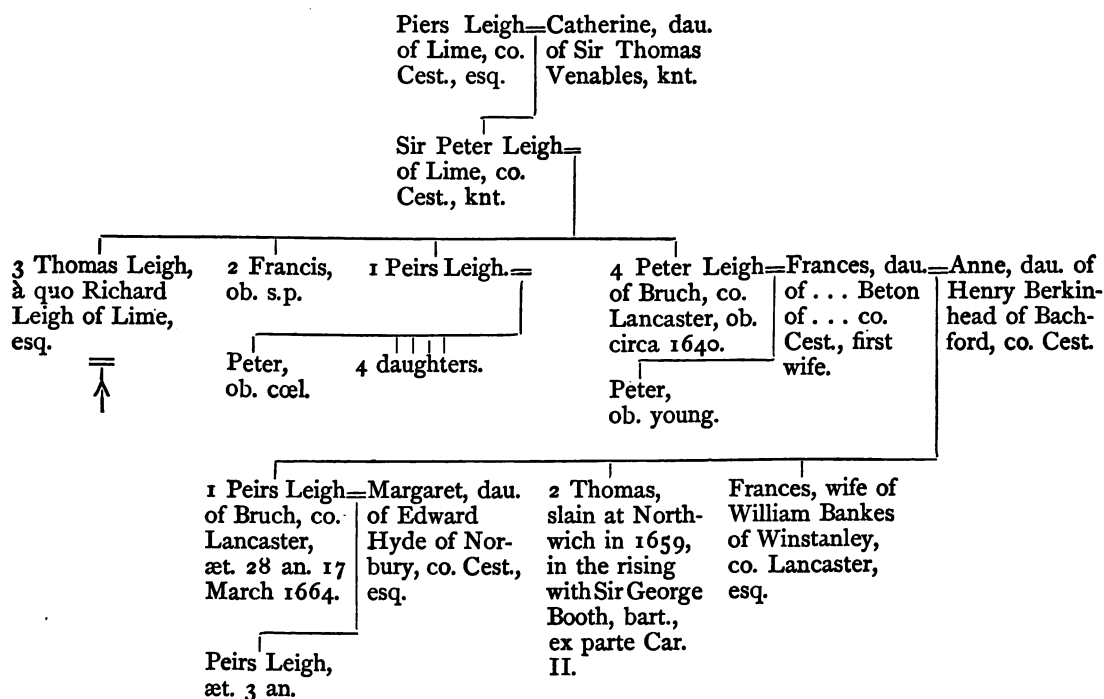 Piers Leigh=Catherine, dau.
of Lime, co. of Sir Thomas
Cest., esq. Venables, knt.
Sir Peter Leigh=
of Lime, co.
Cest., knt.
3 Thomas Leigh,
à quo Richard
Leigh of Lime,
esq.
2 Francis,
ob. s.p.
1 Peirs Leigh.=
Peter,
ob. cœl.
4 daughters.
4 Peter Leigh=Frances, dau.=Anne, dau. of
of Bruch, co.
Lancaster, ob.
circa 1640.
of . . . Beton
of . . . co.
Cest., first
wife.
Henry Berkin-
head of Bach-
ford, co. Cest.
Peter,
ob. young.
1 Peirs Leigh=Margaret, dau.
of Bruch, co.
Lancaster,
æt. 28 an. 17
March 1664.
of Edward
Hyde of Nor-
bury, co. Cest.,
esq.
2 Thomas,
slain at North-
wich in 1659,
in the rising
with Sir George
Booth, bart.,
ex parte Car.
II.
Frances, wife of
William Bankes
of Winstanley,
co. Lancaster,
esq.
Peirs Leigh,
æt. 3 an.